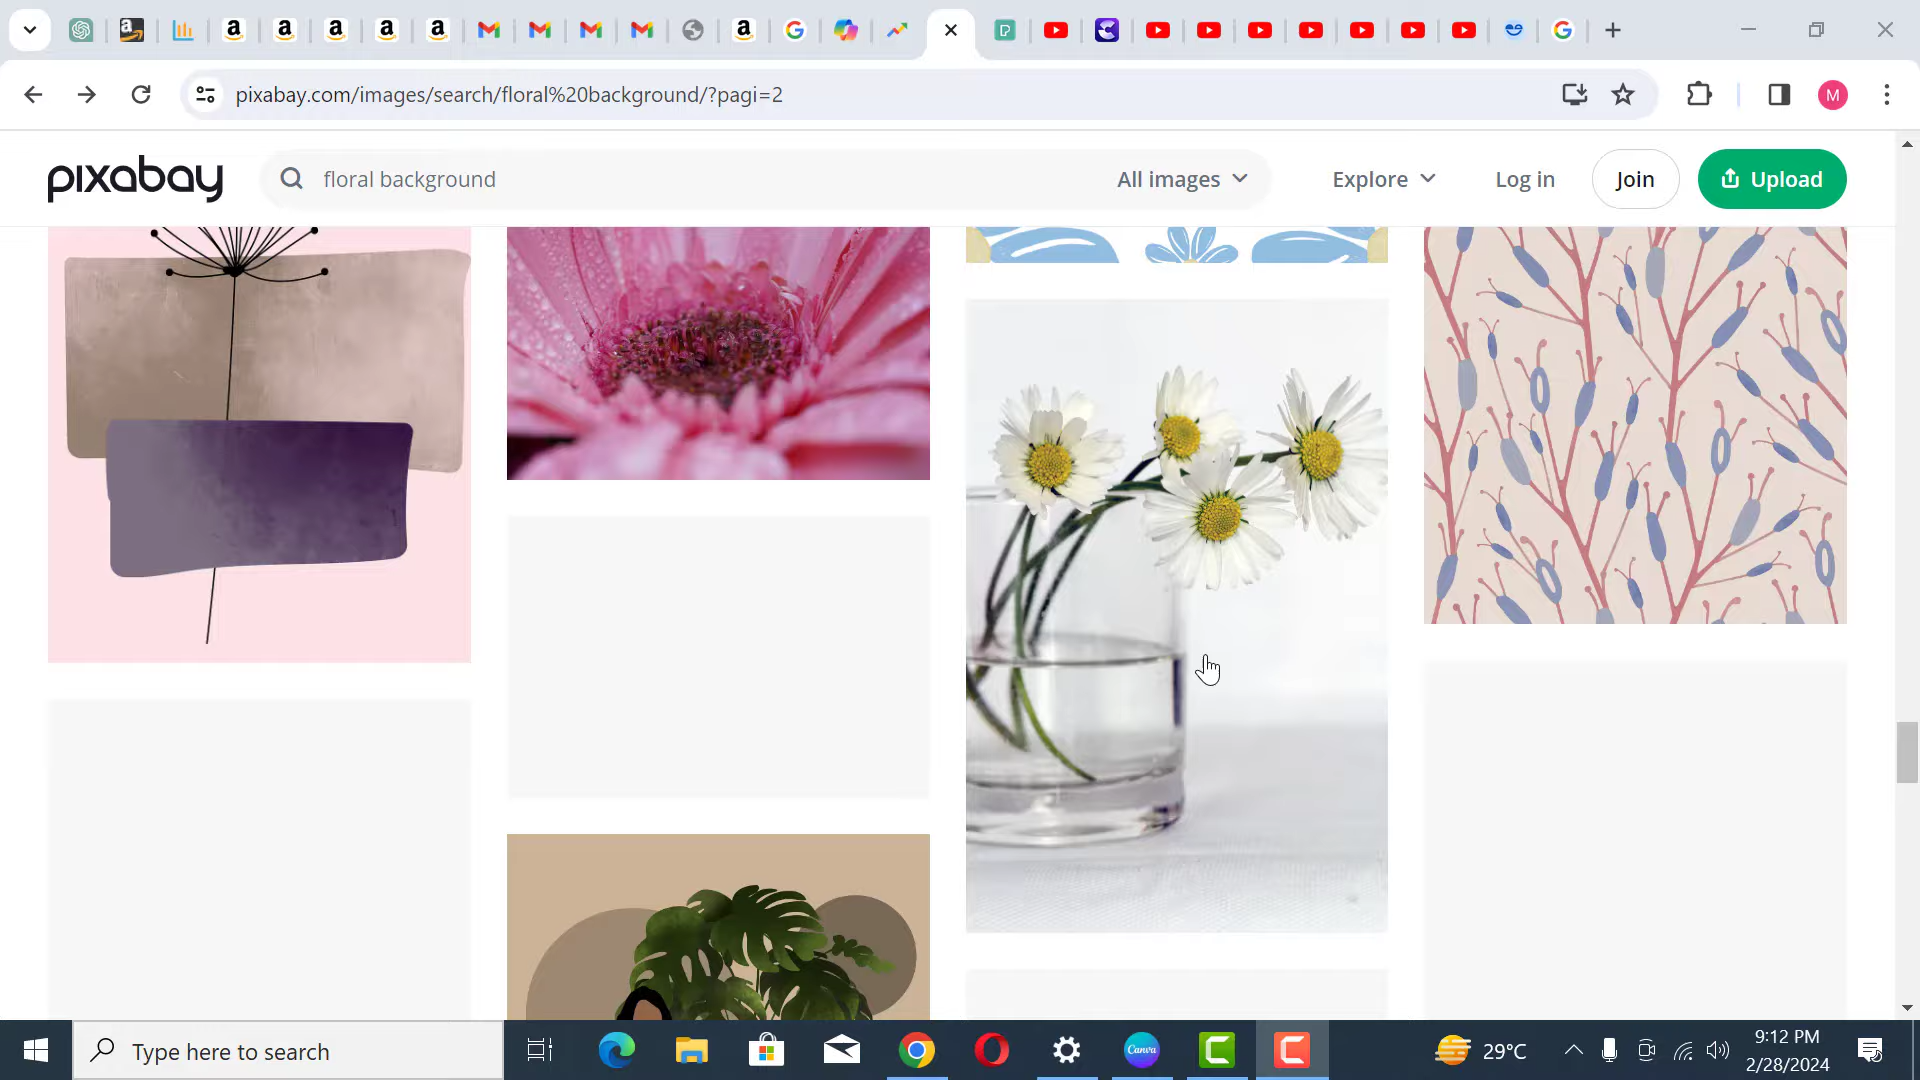 pixabay.com/images/search/floral%20background/?pagi=2
M
pixabay
floral background
All images
Explore
Log in
Join
Upload
Type here to search
Canva
29°C
9:12 PM
2/28/2024